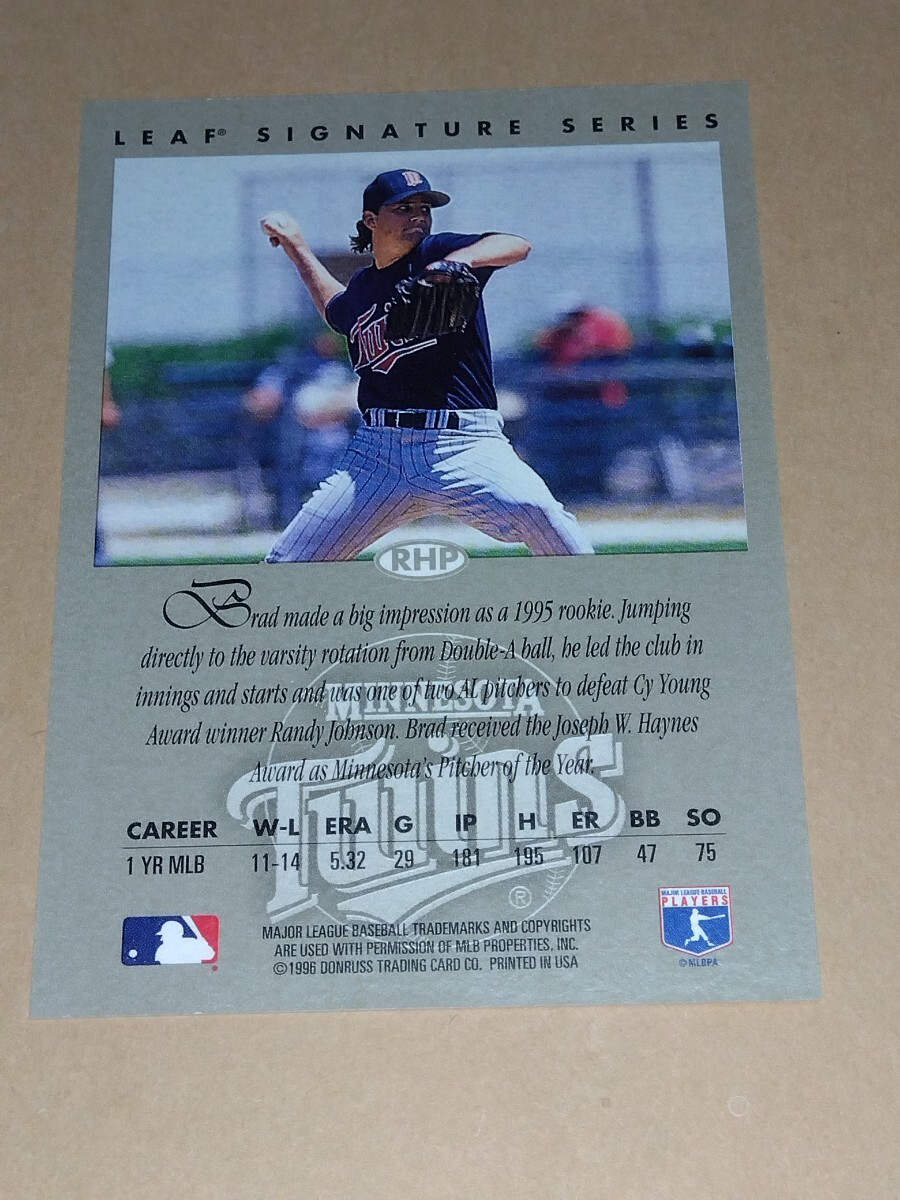 LEAF® SIGNATURE SERIES
Tw
RHP
Brad made a big impression as a 1995 rookie. Jumping
directly to the varsity rotation from Double-A ball, he led the club in
innings and starts and was one of two AL pitchers to defeat Cy Young
Award winner Randy Johnson. Brad received the Joseph W. Haynes
Award as Minnesota's Pitcher of the Year.
MINNESOTA
Twins
®
CAREER W-L ERA G IP H ER BB SO
1 YR MLB 11-14 5.32 29 181 195 107 47 75
MAJOR LEAGUE BASEBALL TRADEMARKS AND COPYRIGHTS
ARE USED WITH PERMISSION OF MLB PROPERTIES, INC.
©1996 DONRUSS TRADING CARD CO. PRINTED IN USA
MAJOR LEAGUE BASEBALL
PLAYERS
©MLBPA